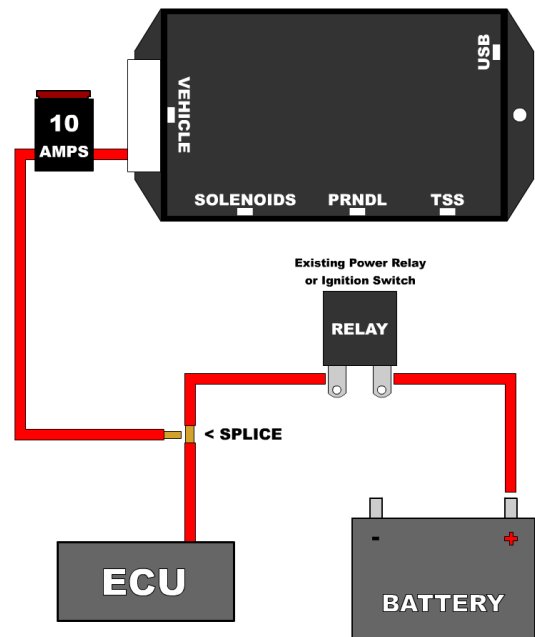 USB
VEHICLE
10
AMPS
SOLENOIDS
PRNDL
TSS
Existing Power Relay
or Ignition Switch
RELAY
< SPLICE
ECU
- +
BATTERY